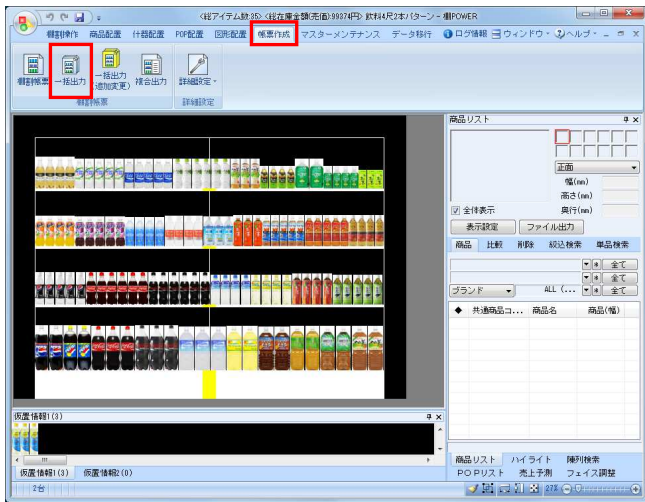 <総アイテム数:35> <総在庫金額(売価):99374円> 飲料4尺2本パターン - 棚POWER
棚割操作 商品配置 什器配置 POP配置 図形配置 帳票作成 マスターメンテナンス データ移行 ログ情報 ウィンドウ ヘルプ
棚割帳票 一括出力 一括出力 (追加変更) 複合出力 詳細設定
棚割帳票 詳細設定
商品リスト
正面
幅(mm)
高さ(mm)
全体表示 奥行(mm)
表示設定 ファイル出力
商品 比較 削除 絞込検索 単品検索
* 全て
* 全て
ブランド ALL (... * 全て
◆ 共通商品コ... 商品名 商品(幅)
仮置情報1(3)
仮置情報1(3) 仮置情報2(0)
商品リスト ハイライト 陳列検索
POPリスト 売上予測 フェイス調整
2台 27%